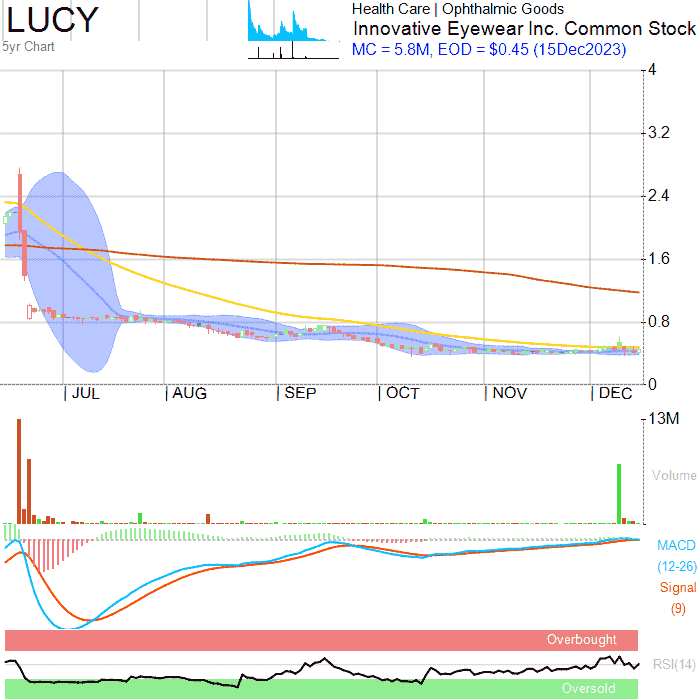 LUCY
5yr Chart
Health Care | Ophthalmic Goods
Innovative Eyewear Inc. Common Stock
MC = 5.8M, EOD = $0.45 (15Dec2023)
4
3.2
2.4
1.6
0.8
0
JUL AUG SEP OCT NOV DEC
13M
Volume
MACD
(12-26)
Signal
(9)
Overbought
RSI(14)
Oversold